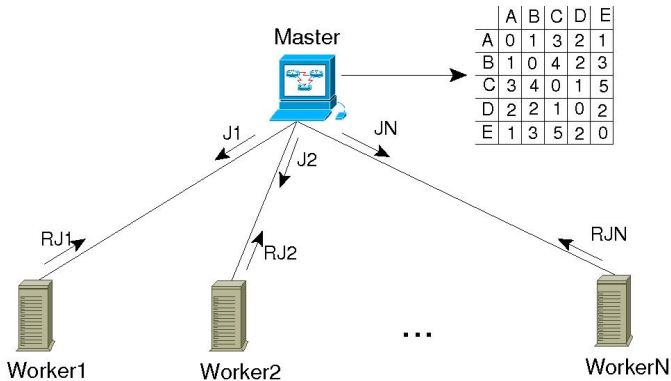 Master
A B C D E
A 0 1 3 2 1
B 1 0 4 2 3
C 3 4 0 1 5
D 2 2 1 0 2
E 1 3 5 2 0
J1
J2
JN
RJ1
RJ2
RJN
...
Worker1
Worker2
WorkerN